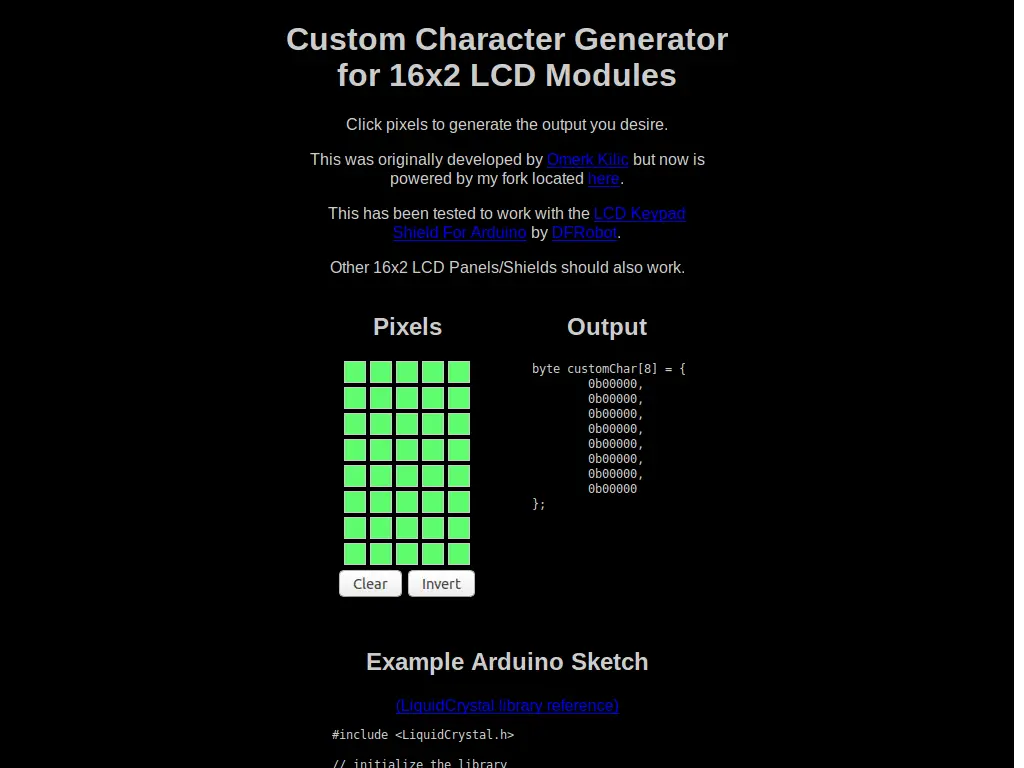 Custom Character Generator
for 16x2 LCD Modules
Click pixels to generate the output you desire.
This was originally developed by Omerk Kilic but now is
powered by my fork located here.
This has been tested to work with the LCD Keypad
Shield For Arduino by DFRobot.
Other 16x2 LCD Panels/Shields should also work.
Pixels
Output
byte customChar[8] = {
0b00000,
0b00000,
0b00000,
0b00000,
0b00000,
0b00000,
0b00000,
0b00000
};
Clear
Invert
Example Arduino Sketch
(LiquidCrystal library reference)
#include <LiquidCrystal.h>
// initialize the library